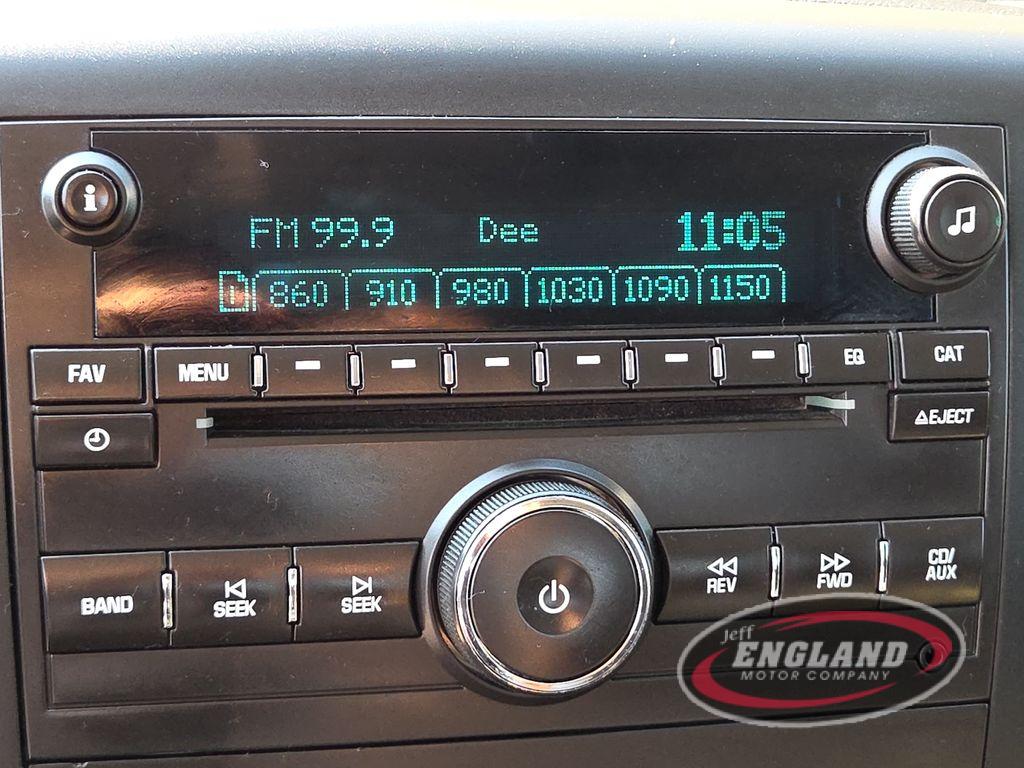 i
FM 99.9 Dee 11:05
860 910 980 1030 1090 1150
FAV MENU EQ CAT
EJECT
BAND SEEK SEEK REV FWD CD/
AUX
Jeff
ENGLAND
MOTOR COMPANY